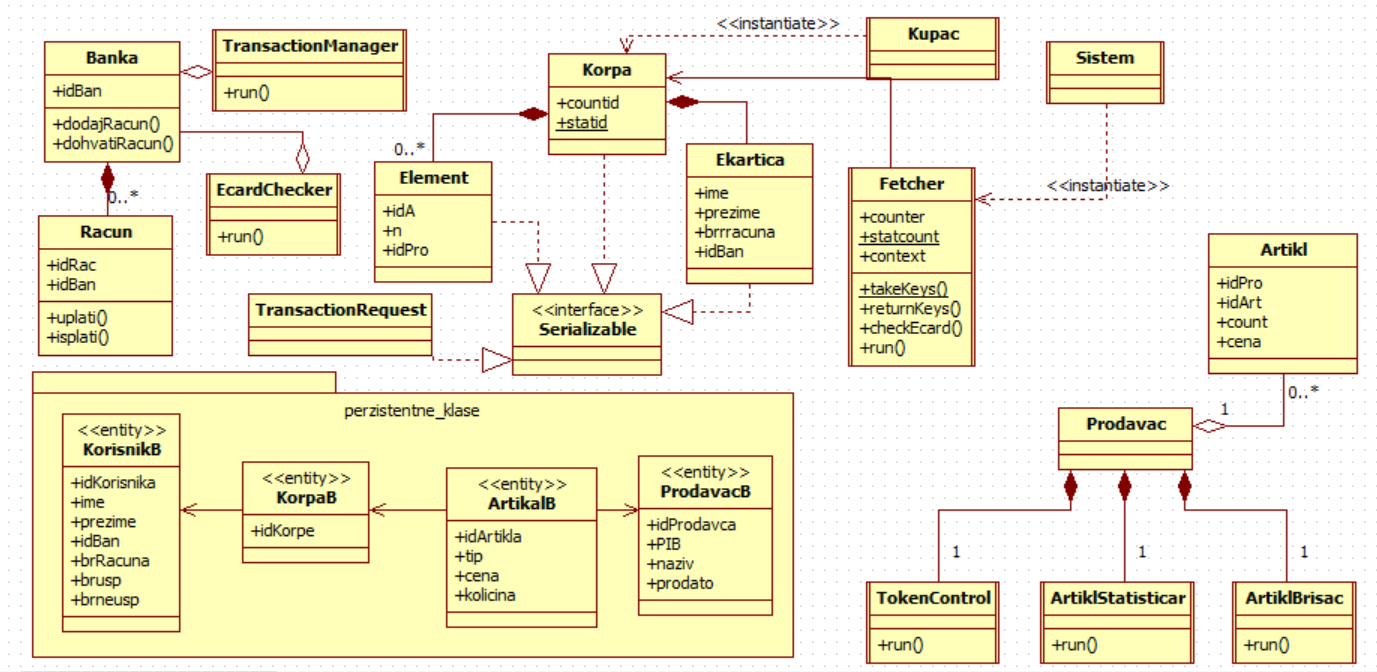 Banka
+idBan
+dodajRacun()
+dohvatiRacun()
TransactionManager
+run()
EcardChecker
+run()
0..*
Racun
+idRac
+idBan
+uplati()
+isplati()
<<instantiate>>
Kupac
Korpa
+countid
+statid
0..*
Element
+idA
+n
+idPro
Ekartica
+ime
+prezime
+brrracuna
+idBan
Sistem
<<instantiate>>
Fetcher
+counter
+statcount
+context
+takeKeys()
+returnKeys()
+checkEcard()
+run()
TransactionRequest
<<interface>>
Serializable
Artikl
+idPro
+idArt
+count
+cena
0..*
1
Prodavac
1
1
1
TokenControl
+run()
ArtiklStatisticar
+run()
ArtiklBrisac
+run()
perzistentne_klase
<<entity>>
KorisnikB
+idKorisnika
+ime
+prezime
+idBan
+brRacuna
+brusp
+brneusp
<<entity>>
KorpaB
+idKorpe
<<entity>>
ArtikalB
+idArtikla
+tip
+cena
+kolicina
<<entity>>
ProdavacB
+idProdavca
+PIB
+naziv
+prodato